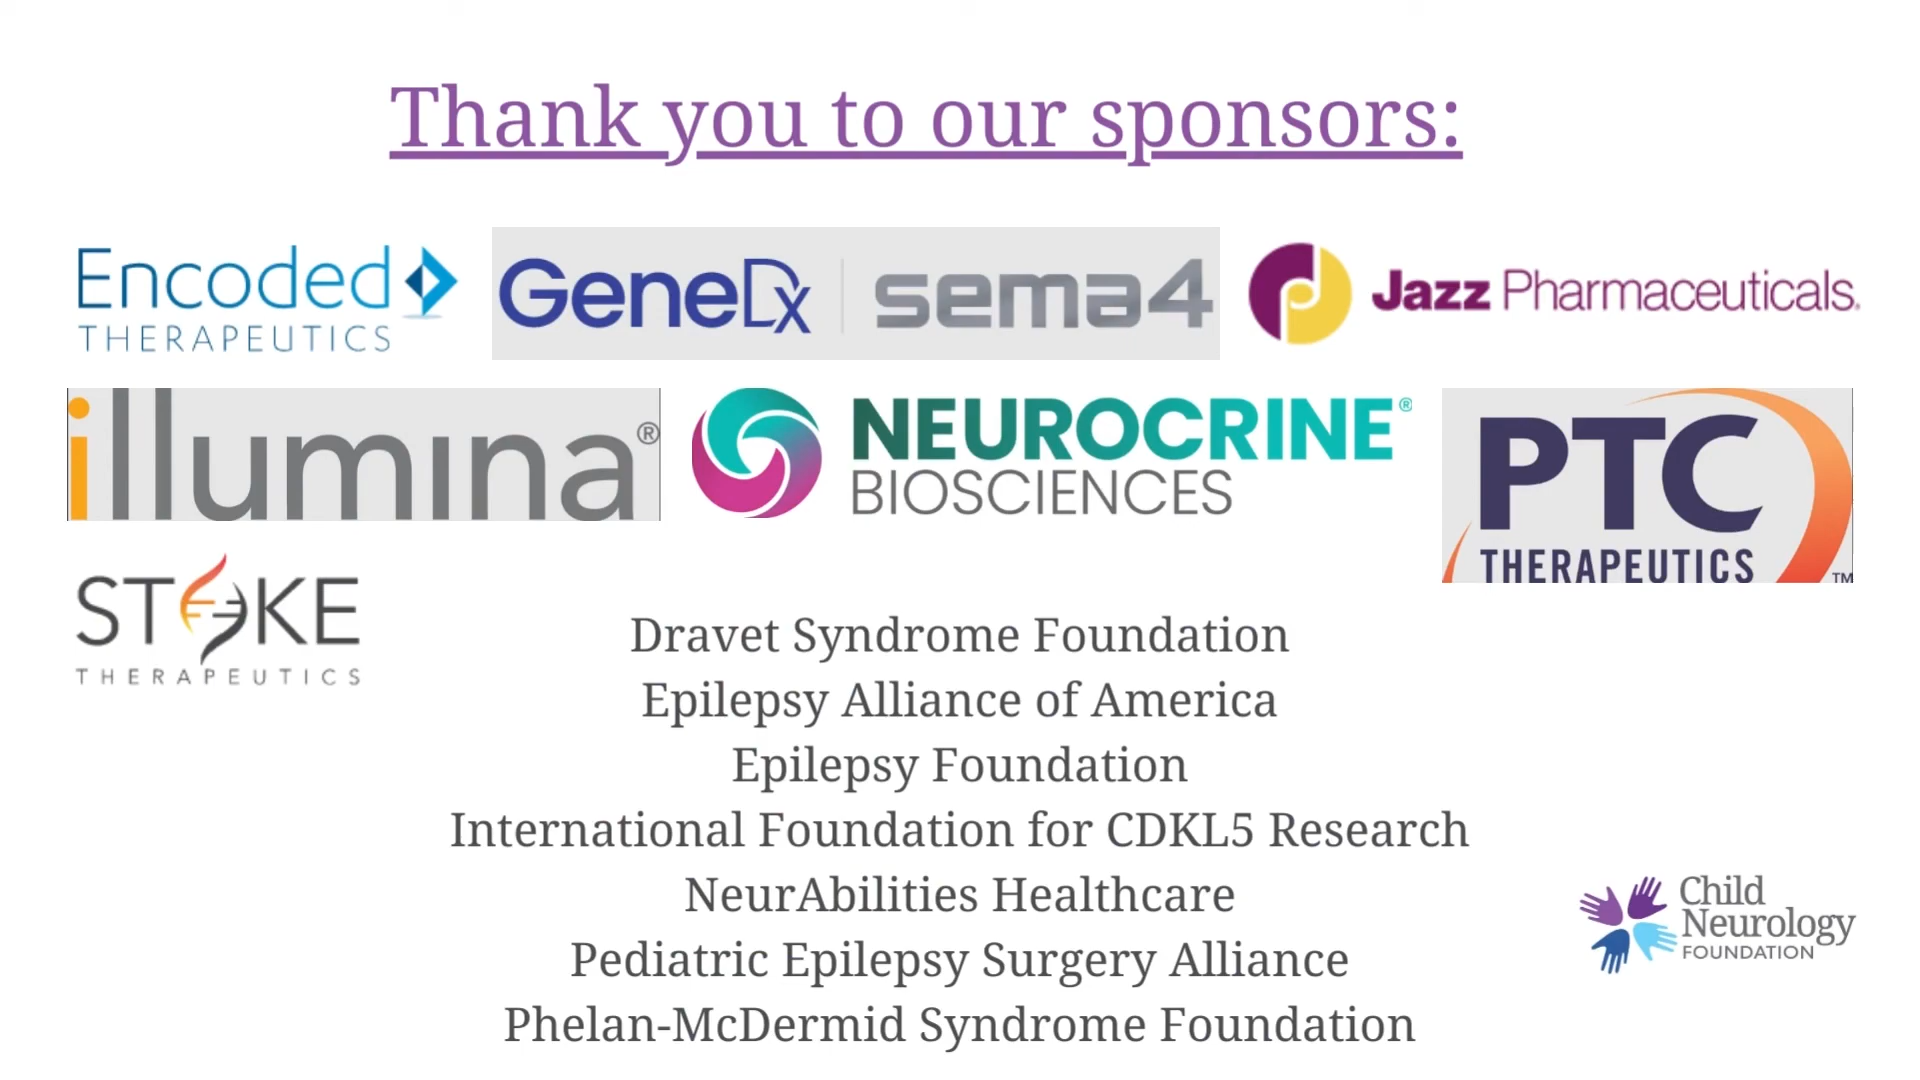 Thank you to our sponsors:
Encoded
THERAPEUTICS
GeneDx | sema4
Jazz Pharmaceuticals.
illumina®
NEUROCRINE®
BIOSCIENCES
PTC
THERAPEUTICS™
STOKE
THERAPEUTICS
Dravet Syndrome Foundation
Epilepsy Alliance of America
Epilepsy Foundation
International Foundation for CDKL5 Research
NeurAbilities Healthcare
Pediatric Epilepsy Surgery Alliance
Phelan-McDermid Syndrome Foundation
Child
Neurology
FOUNDATION